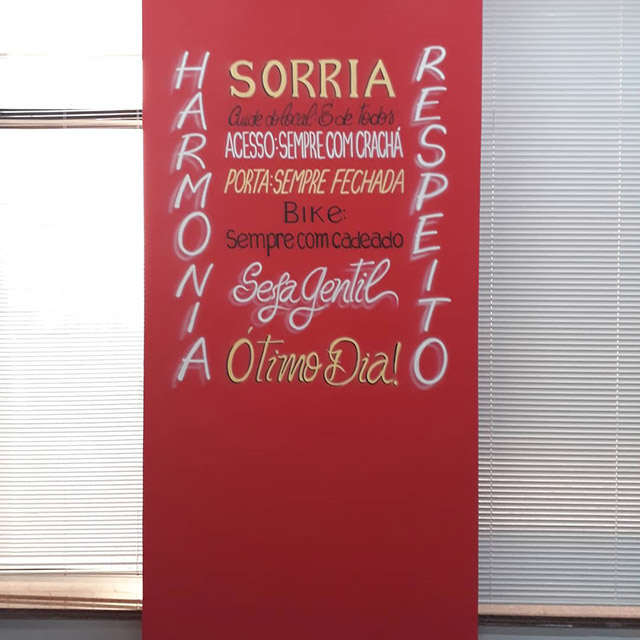 HARMONIA
SORRIA
Cuide do local. É de todos
ACESSO: SEMPRE COM CRACHÁ
PORTA: SEMPRE FECHADA
BIKE:
Sempre com cadeado
Seja gentil
Ótimo Dia!
RESPEITO